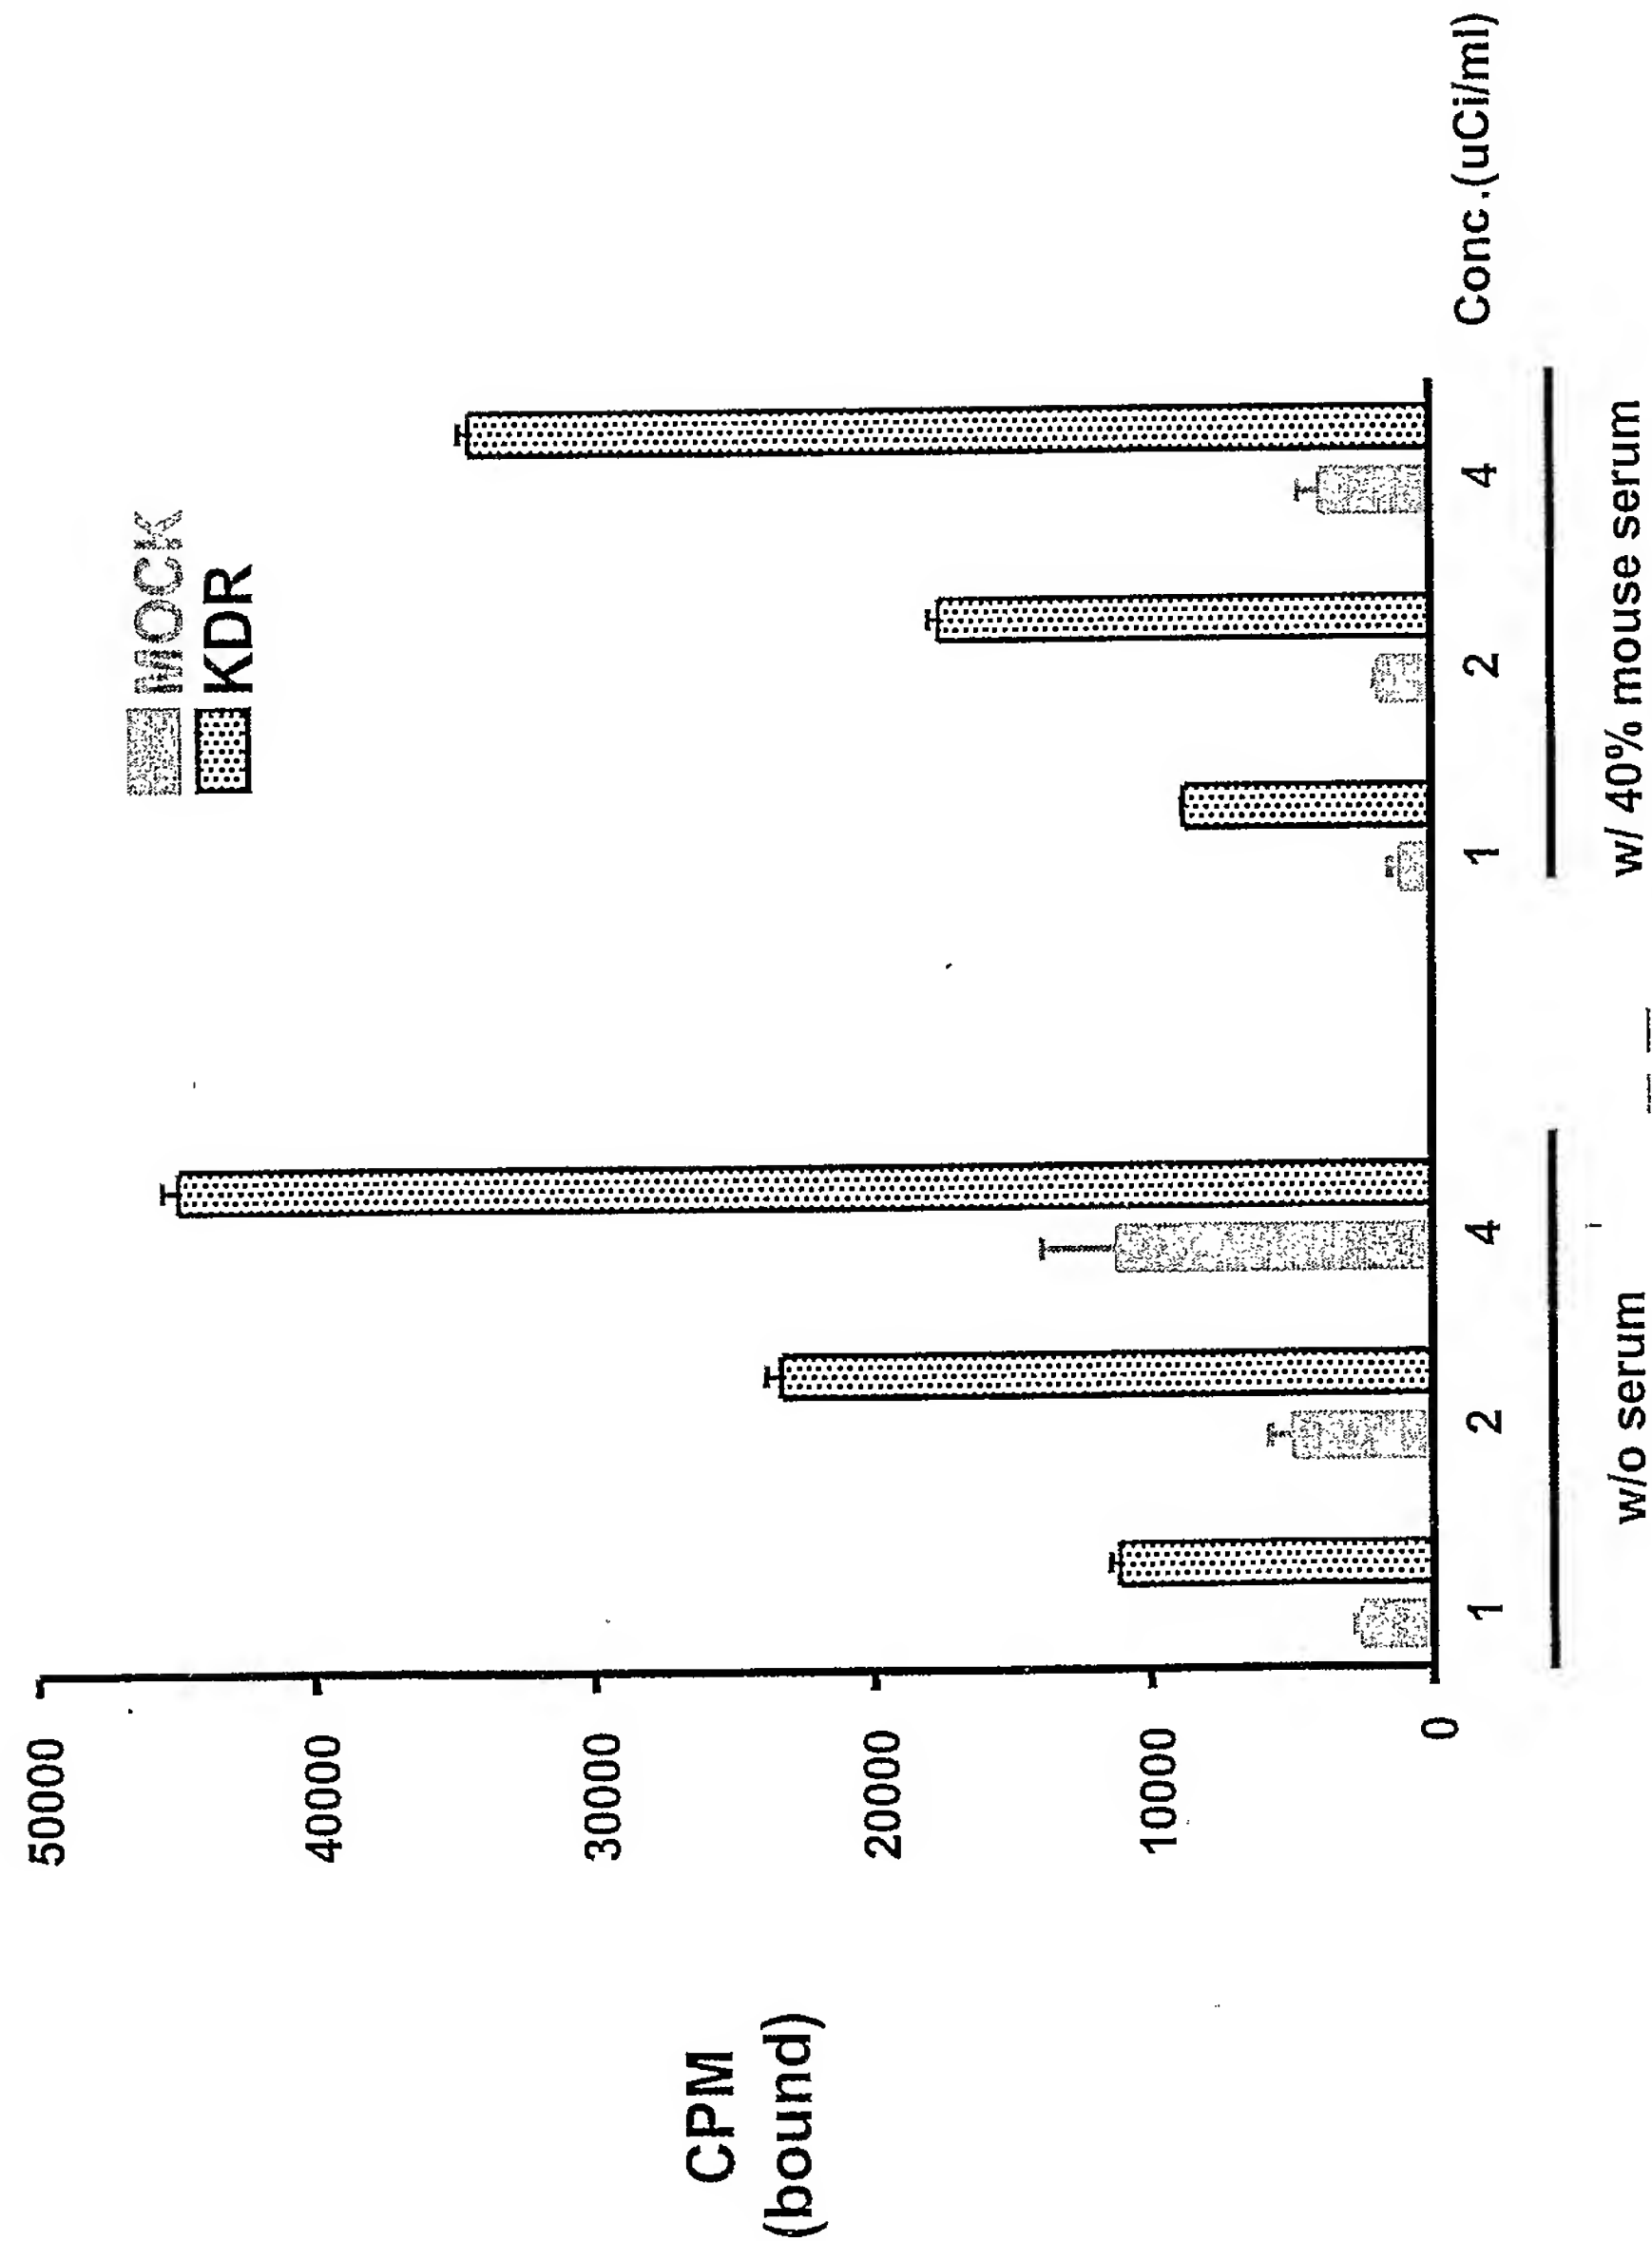 MOCK
KDR
CPM
(bound)
50000
40000
30000
20000
10000
0
1 2 4 1 2 4 Conc.(uCi/ml)
w/o serum w/ 40% mouse serum